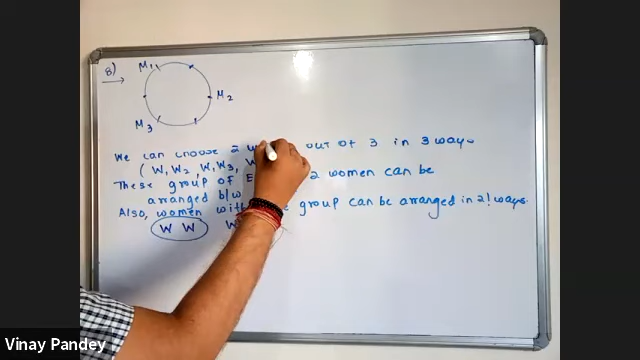 8)
M₁
M₂
M₃
We can choose 2 out of 3 in 3 ways
( W₁ W₂ , W₁ W₃ , W
These group of 2 women can be
arranged b/w
Also, women group can be arranged in 2! ways.
W W W
Vinay Pandey